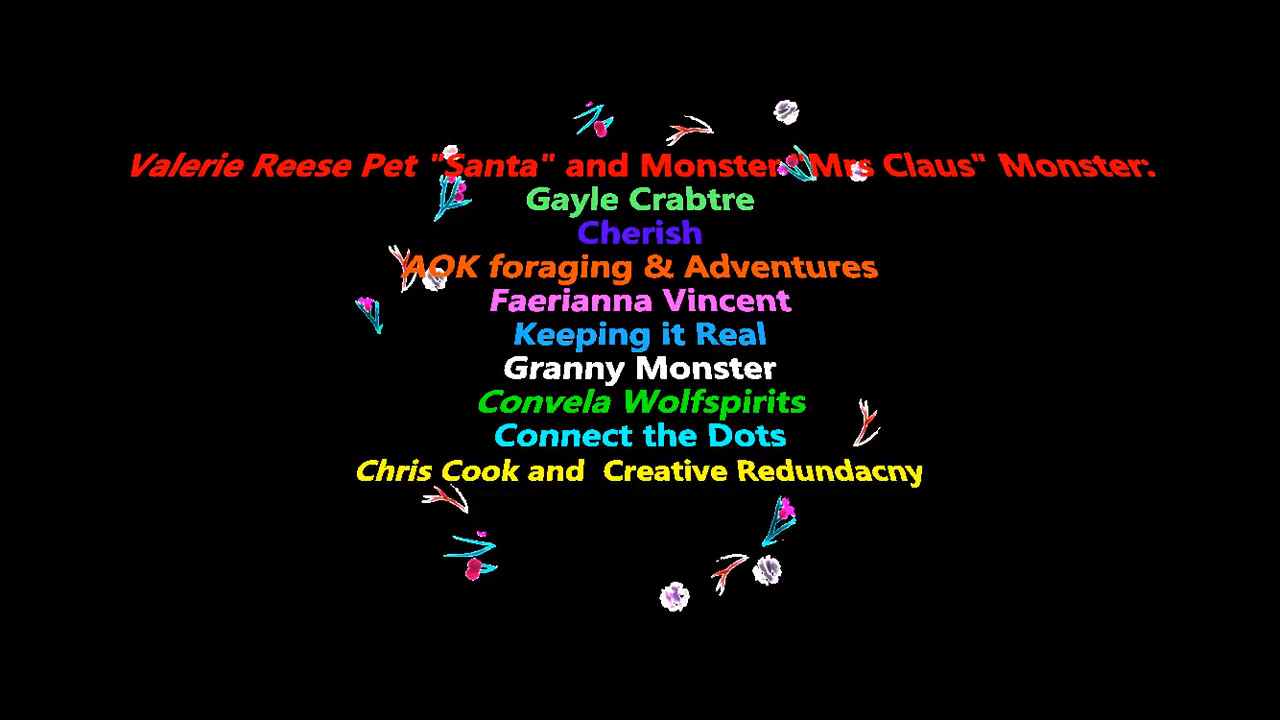 Valerie Reese Pet "Santa" and Monster "Mrs Claus" Monster:
Gayle Crabtre
Cherish
AOK foraging & Adventures
Faerianna Vincent
Keeping it Real
Granny Monster
Convela Wolfspirits
Connect the Dots
Chris Cook and  Creative Redundacny